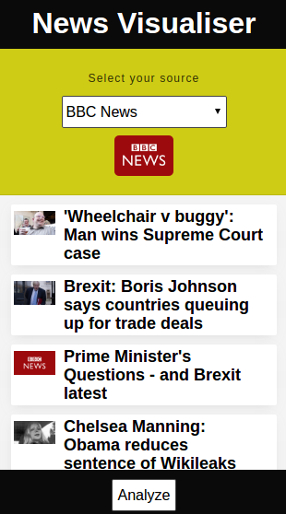 News Visualiser
Select your source
BBC News
BBC
NEWS
'Wheelchair v buggy':
Man wins Supreme Court
case
Brexit: Boris Johnson
says countries queuing
up for trade deals
BBC
NEWS
Prime Minister's
Questions - and Brexit
latest
Chelsea Manning:
Obama reduces
sentence of Wikileaks
Analyze